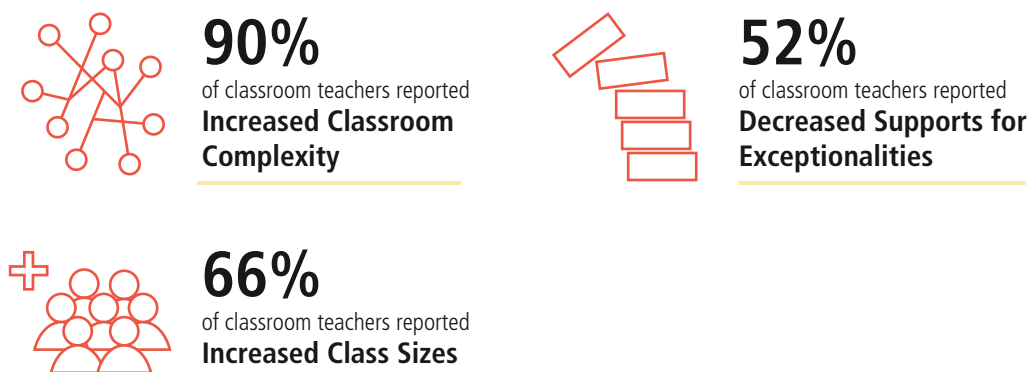 90%
of classroom teachers reported
Increased Classroom
Complexity
52%
of classroom teachers reported
Decreased Supports for
Exceptionalities
66%
of classroom teachers reported
Increased Class Sizes